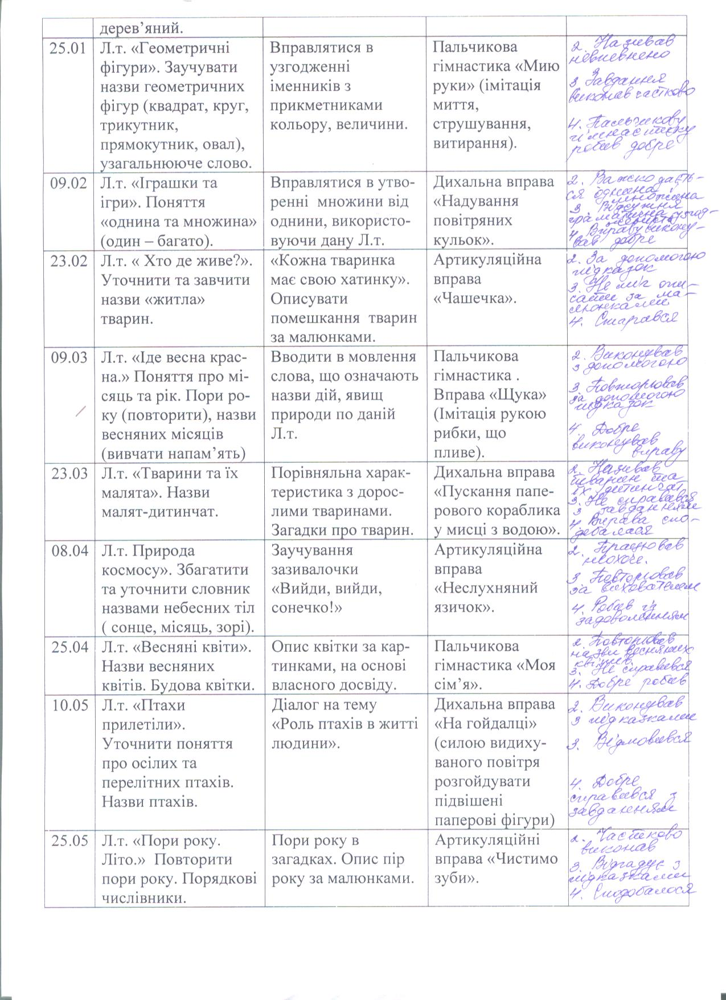 дерев’яний.
25.01
Л.т. «Геометричні
фігури». Заучувати
назви геометричних
фігур (квадрат, круг,
трикутник,
прямокутник, овал),
узагальнююче слово.
Вправлятися в
узгодженні
іменників з
прикметниками
кольору, величини.
Пальчикова
гімнастика «Мию
руки» (імітація
миття,
струшування,
витирання).
2. Називав
невпевнено
3 Завдання
виконав частково
4. Пальчикову
гімнастику
робив добре
09.02
Л.т. «Іграшки та
ігри». Поняття
«однина та множина»
(один – багато).
Вправлятися в утво-
ренні множини від
однини, використо-
вуючи дану Л.т.
Дихальна вправа
«Надування
повітряних
кульок».
2. Важко даєть-
ся однина і
множина
3. Відсутня
граматична узгод-
женість
4. Вправу викону-
вав добре
23.02
Л.т. « Хто де живе?».
Уточнити та завчити
назви «житла»
тварин.
«Кожна тваринка
має свою хатинку».
Описувати
помешкання тварин
за малюнками.
Артикуляційна
вправа
«Чашечка».
2. За допомогою
підказок
3. Не міг опи-
сати за ма-
люнками
4. Старався
09.03
Л.т. «Іде весна крас-
на.» Поняття про мі-
сяць та рік. Пори ро-
ку (повторити), назви
весняних місяців
(вивчати напам’ять)
Вводити в мовлення
слова, що означають
назви дій, явищ
природи по даній
Л.т.
Пальчикова
гімнастика .
Вправа «Щука»
(Імітація рукою
рибки, що
пливе).
2. Виконував
з допомогою
3 Повторював
за допомогою
підказок
4. Добре
виконував
вправу
23.03
Л.т. «Тварини та їх
малята». Назви
малят-дитинчат.
Порівняльна харак-
теристика з дорос-
лими тваринами.
Загадки про тварин.
Дихальна вправа
«Пускання папе-
рового кораблика
у мисці з водою».
2. Називав
тварин та
їх дитинчат
3. Не справився
з завданням
4 Вправа спо-
добалася
08.04
Л.т. Природа
космосу». Збагатити
та уточнити словник
назвами небесних тіл
( сонце, місяць, зорі).
Заучування
зазивалочки
«Вийди, вийди,
сонечко!»
Артикуляційна
вправа
«Неслухняний
язичок».
2. Працював
неохоче.
3 Повторював
за вихователем
4. Робив із
задоволенням
25.04
Л.т. «Весняні квіти».
Назви весняних
квітів. Будова квітки.
Опис квітки за кар-
тинками, на основі
власного досвіду.
Пальчикова
гімнастика «Моя
сім’я».
2. Повторював
назви весняних
квітів
3. Не справився
4. Добре робив
10.05
Л.т. «Птахи
прилетіли».
Уточнити поняття
про осілих та
перелітних птахів.
Назви птахів.
Діалог на тему
«Роль птахів в житті
людини».
Дихальна вправа
«На гойдалці»
(силою видиху-
ваного повітря
розгойдувати
підвішені
паперові фігури)
2. Виконував
з підказками
3. Відмовився
4. Добре
справився з
завданням
25.05
Л.т. «Пори року.
Літо.» Повторити
пори року. Порядкові
числівники.
Пори року в
загадках. Опис пір
року за малюнками.
Артикуляційні
вправа «Чистимо
зуби».
2. Частково
виконав
3. Відгадує з
підказками
4. Сподобалося